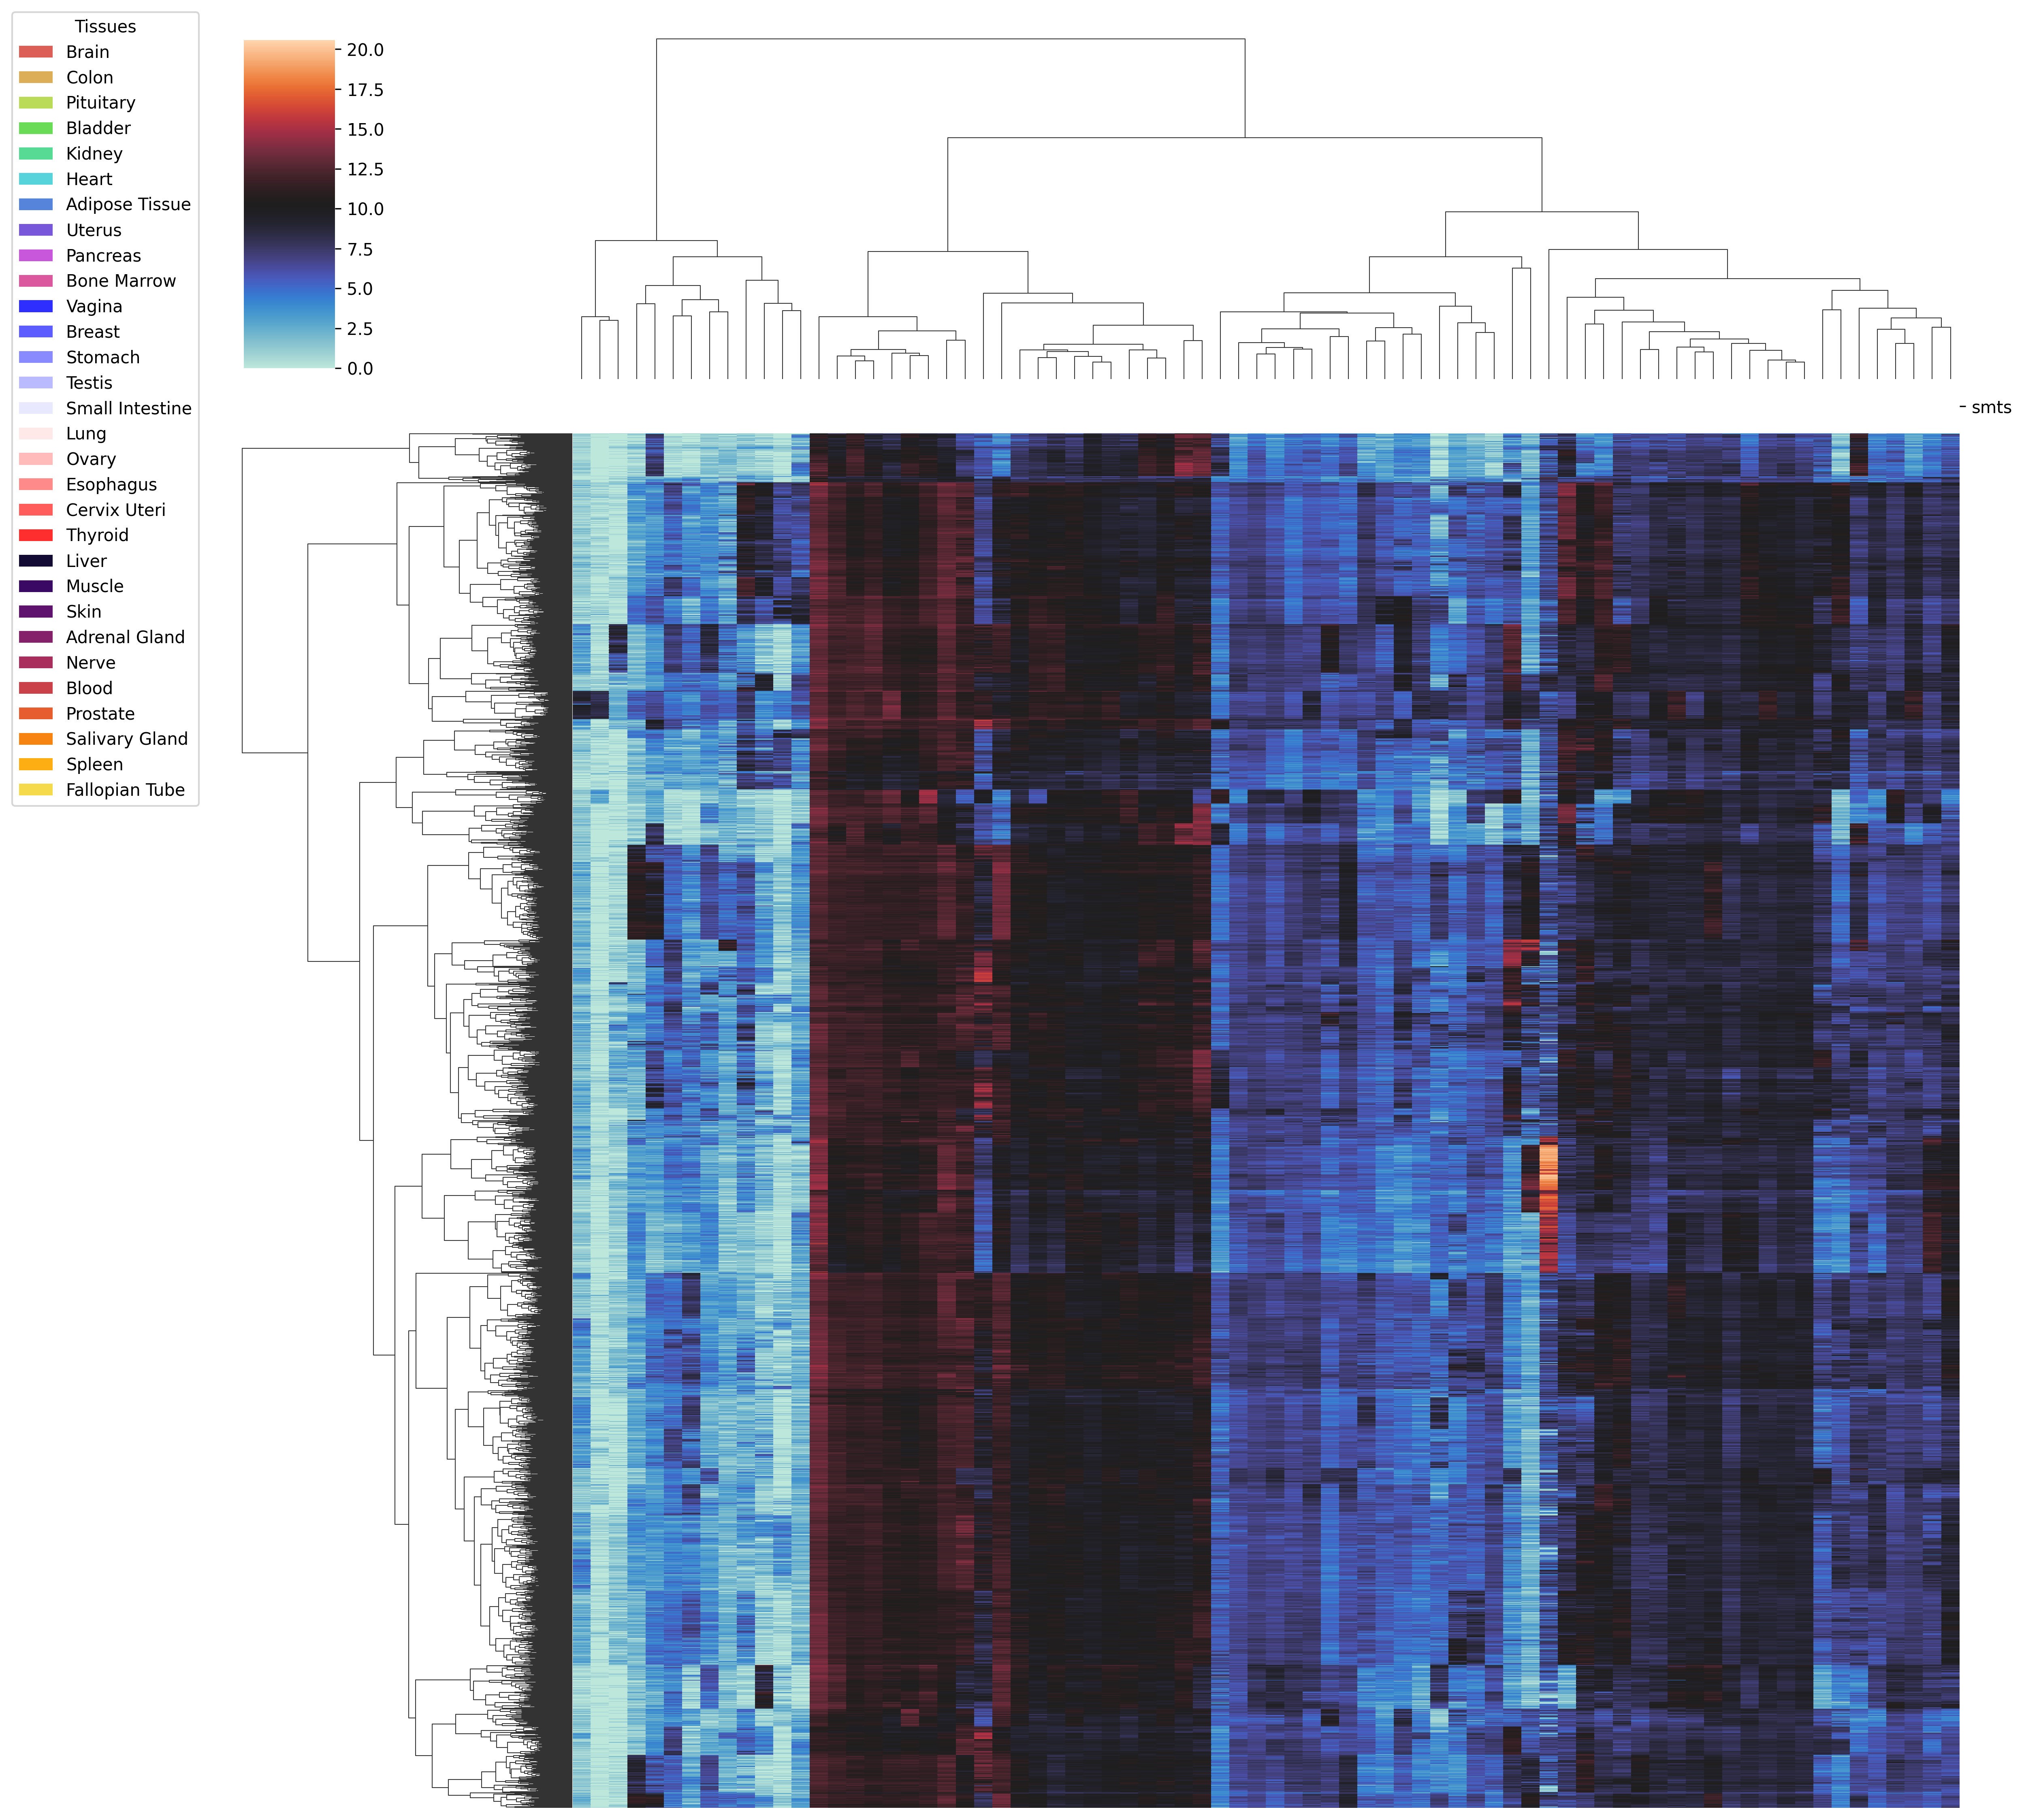 Tissues
Brain
Colon
Pituitary
Bladder
Kidney
Heart
Adipose Tissue
Uterus
Pancreas
Bone Marrow
Vagina
Breast
Stomach
Testis
Small Intestine
Lung
Ovary
Esophagus
Cervix Uteri
Thyroid
Liver
Muscle
Skin
Adrenal Gland
Nerve
Blood
Prostate
Salivary Gland
Spleen
Fallopian Tube
20.0
17.5
15.0
12.5
10.0
7.5
5.0
2.5
0.0
smts